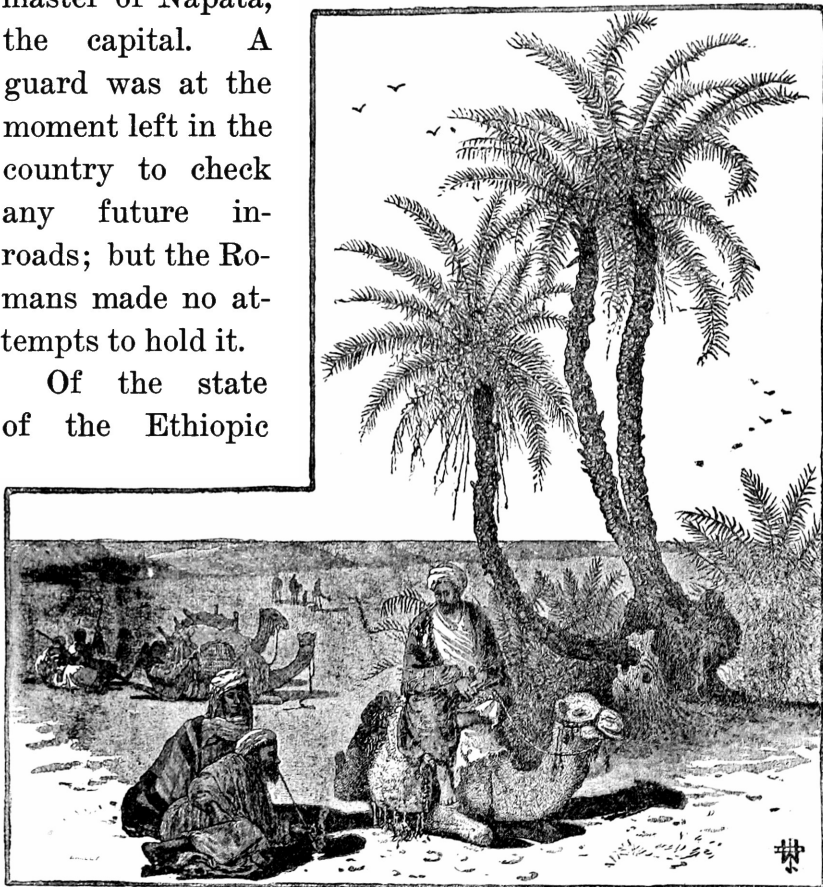 master of Napata,
the capital. A
guard was at the
moment left in the
country to check
any future in-
roads; but the Ro-
mans made no at-
tempts to hold it.
Of the state
of the Ethiopic